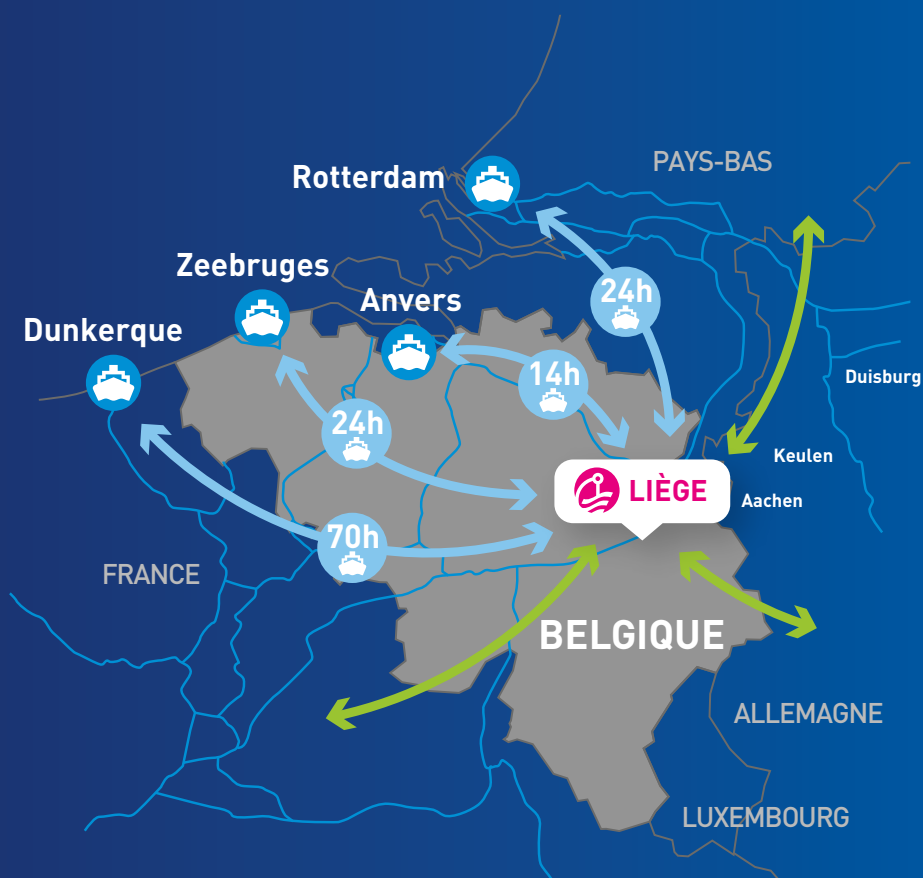 PAYS-BAS
Rotterdam
Zeebruges
24h
Anvers
Dunkerque
14h
Duisburg
24h
Keulen
LIÈGE
Aachen
70h
FRANCE
BELGIQUE
ALLEMAGNE
LUXEMBOURG